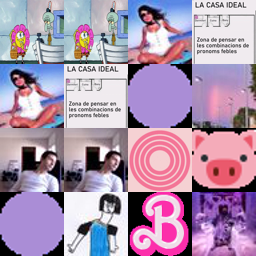 LA CASA IDEAL
Zona de pensar en
les combinacions de
pronoms febles
LA CASA IDEAL
Zona de pensar en
les combinacions de
pronoms febles
B